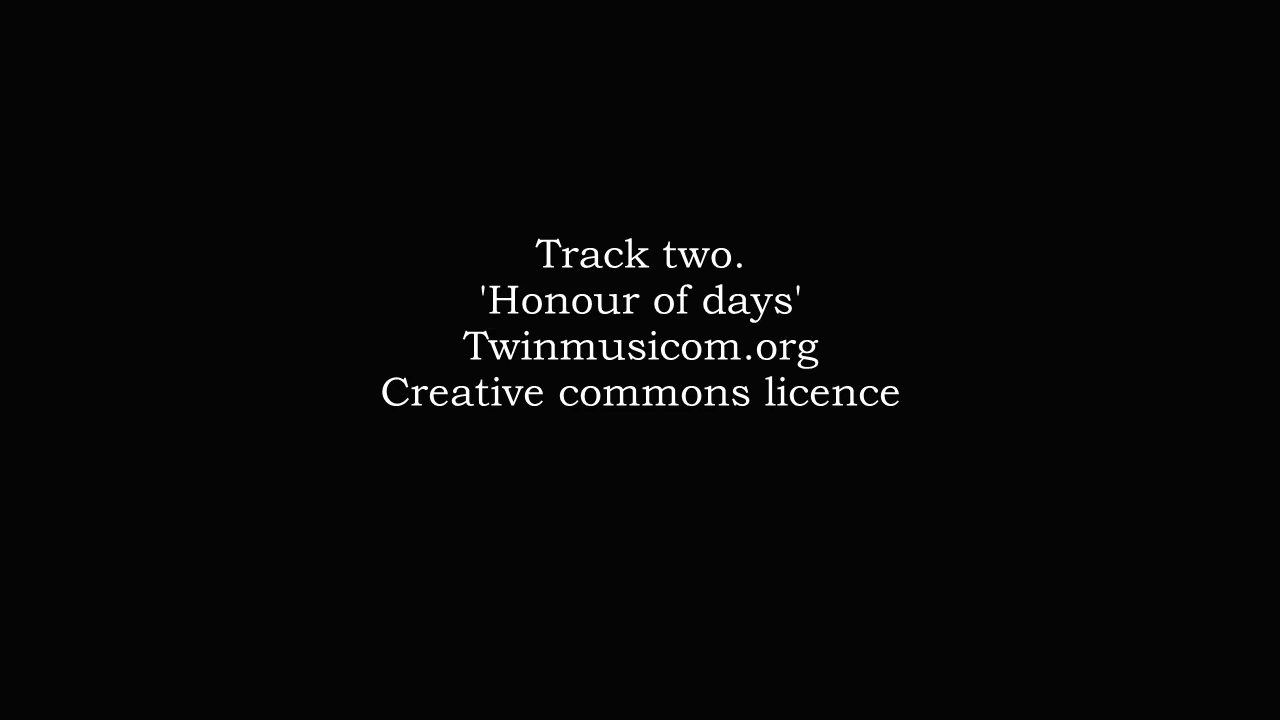 Track two.
'Honour of days'
Twinmusicom.org
Creative commons licence